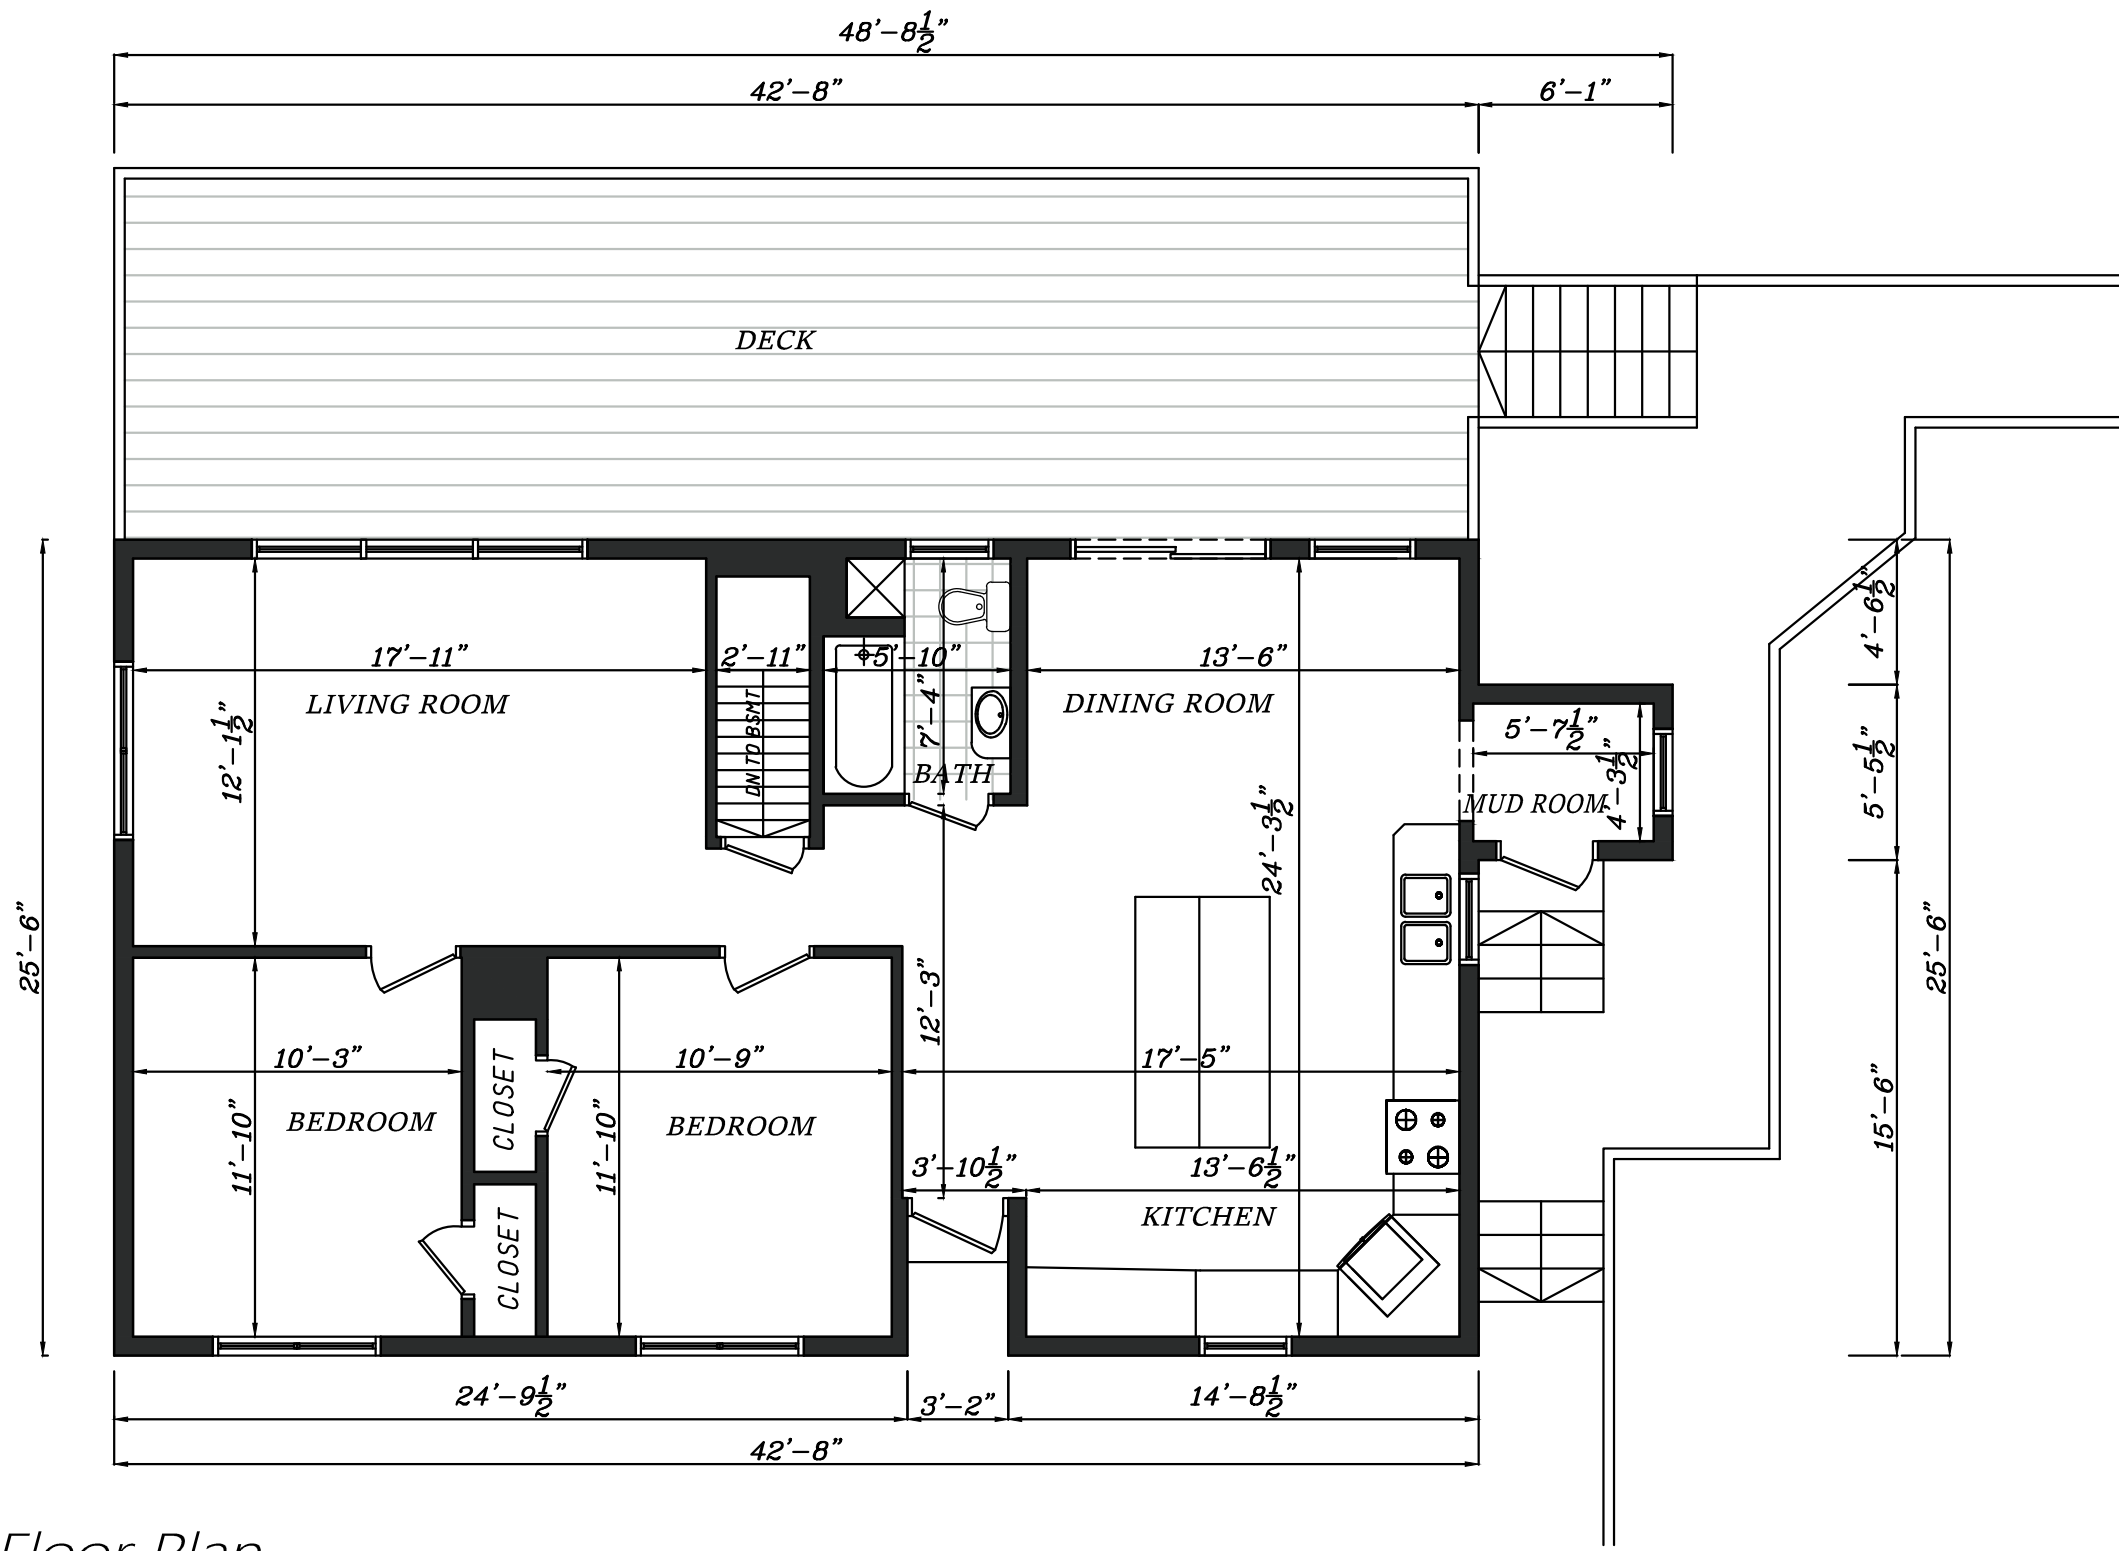 48'-8 1/2"
42'-8"
6'-1"
DECK
4'-6 1/2"
17'-11"
2'-11"
5'-10"
13'-6"
LIVING ROOM
DN TO BSMT
7'-4"
DINING ROOM
12'-1 1/2"
5'-7 1/2"
BATH
24'-3 1/2"
MUD ROOM
4'-3 1/2"
5'-5 1/2"
25'-6"
25'-6"
12'-3"
10'-3"
CLOSET
10'-9"
17'-5"
15'-6"
11'-10"
BEDROOM
11'-10"
BEDROOM
3'-10 1/2"
13'-6 1/2"
CLOSET
KITCHEN
24'-9 1/2"
3'-2"
14'-8 1/2"
42'-8"
Floor Plan